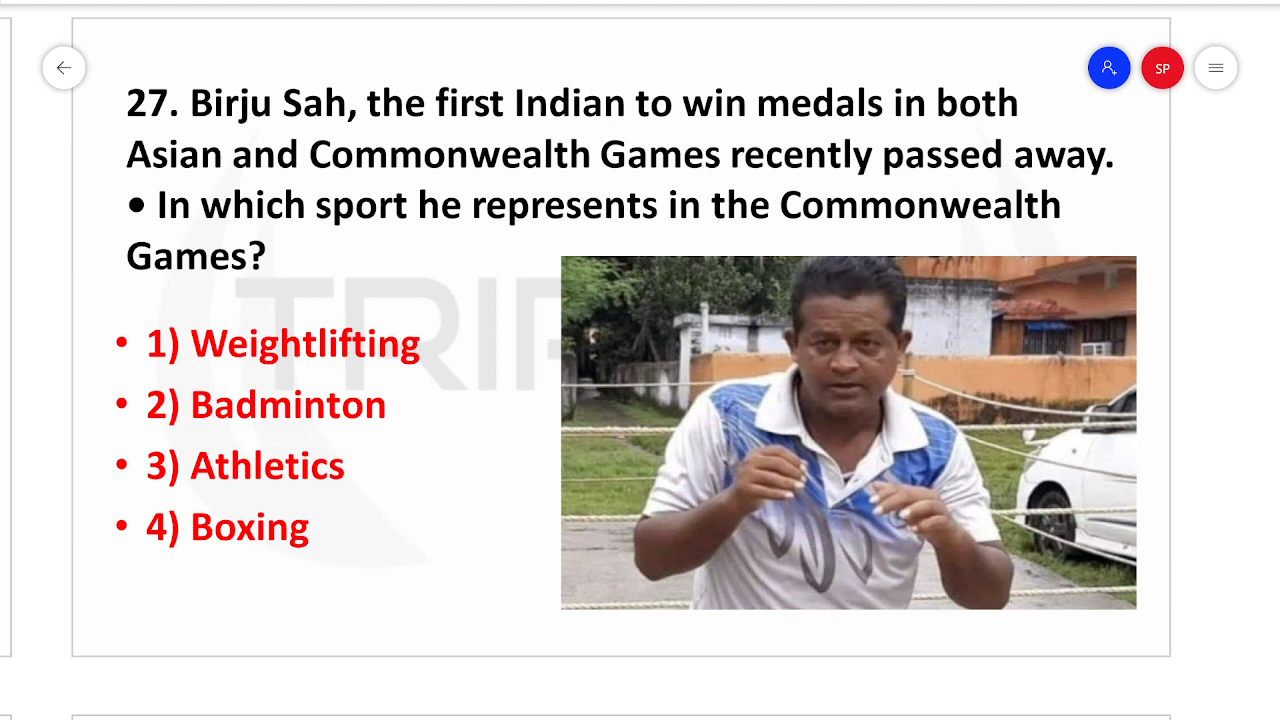 SP
27. Birju Sah, the first Indian to win medals in both
Asian and Commonwealth Games recently passed away.
• In which sport he represents in the Commonwealth
Games?
• 1) Weightlifting
• 2) Badminton
• 3) Athletics
• 4) Boxing